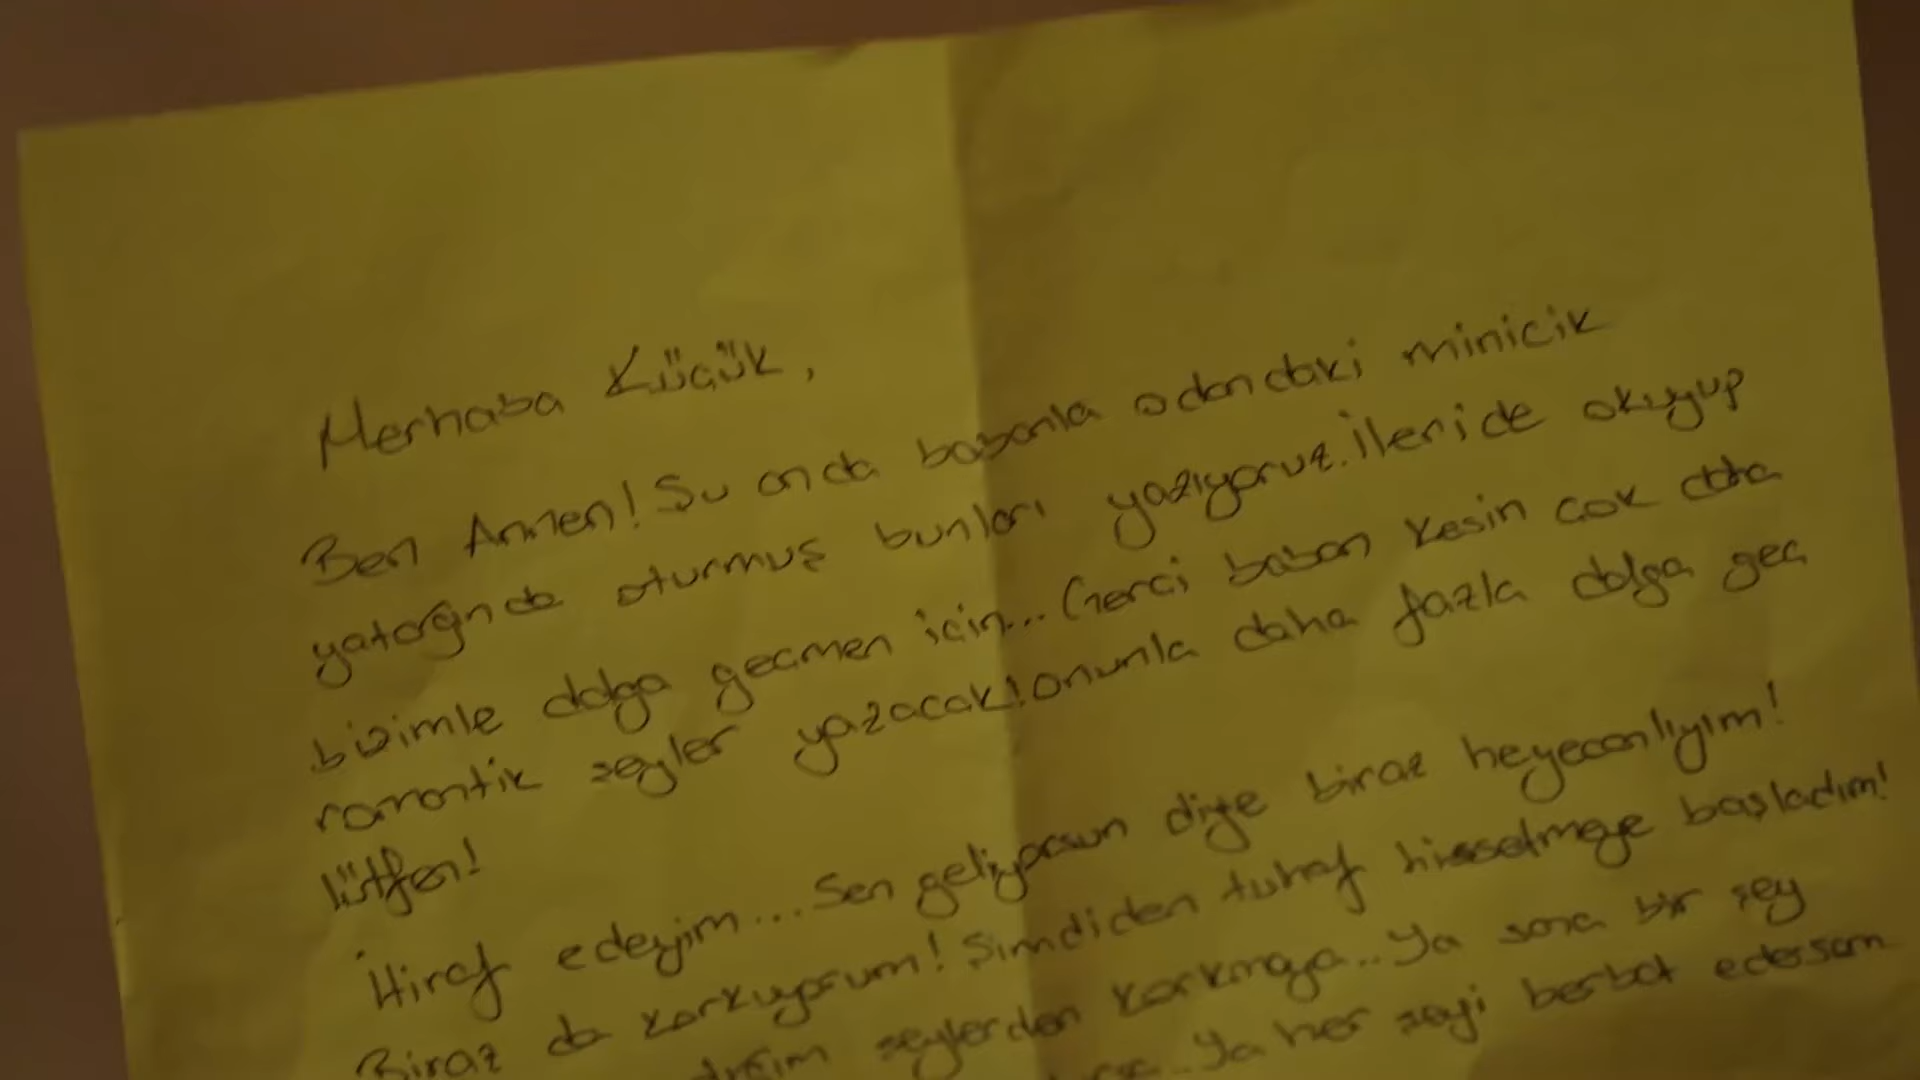 Merhaba Küçük,
Ben Annen! Şu anda babanla odandaki minicik
yatağında oturmuş bunları yazıyoruz. İleride okuyup
bizimle dalga geçmen için... Gerçi baban kesin çok daha
romantik şeyler yazacak! onunla daha fazla dalga geç
lütfen!
İtiraf edeyim... Sen geliyorsun diye biraz heyecanlıyım!
Biraz da korkuyorum! Şimdiden tuhaf hissetmeye başladım!
şeylerden korkmaya.. Ya sana bir şey
Ya her şeyi berbat edersem